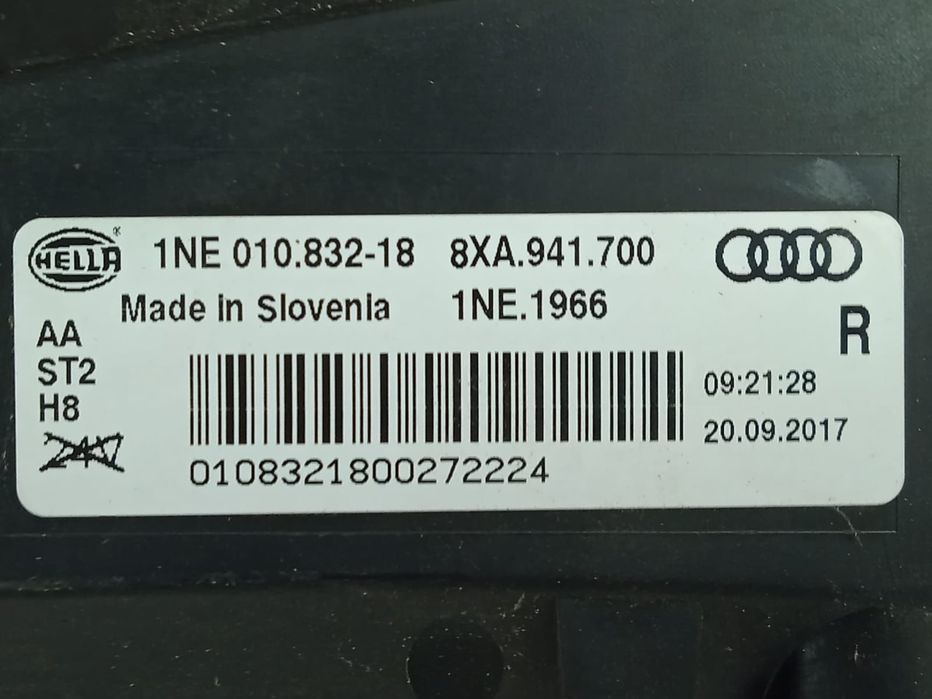 HELLA 1NE 010.832-18 8XA.941.700
Made in Slovenia 1NE.1966
R
AA
ST2
H8
09:21:28
20.09.2017
0108321800272224